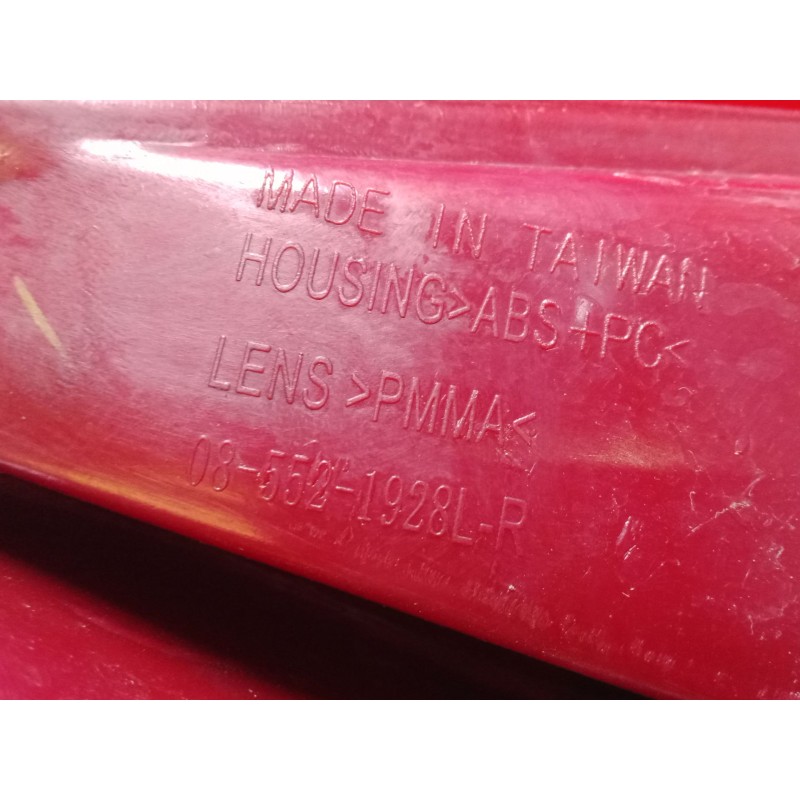 MADE IN TAIWAN
HOUSING>ABS+PC<
LENS >PMMA<
08-552-1928L-R